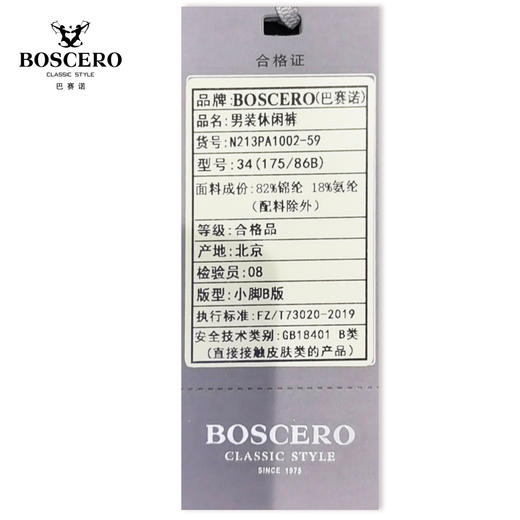 BOSCERO
CLASSIC STYLE
巴赛诺
合格证
品牌:BOSCERO(巴赛诺)
品名:男装休闲裤
货号:N213PA1002-59
型号:34(175/86B)
面料成份:82%锦纶 18%氨纶
(配料除外)
等级:合格品
产地:北京
检验员:08
版型:小脚B版
执行标准:FZ/T73020-2019
安全技术类别:GB18401 B类
(直接接触皮肤类的产品)
BOSCERO
CLASSIC STYLE
SINCE 1975